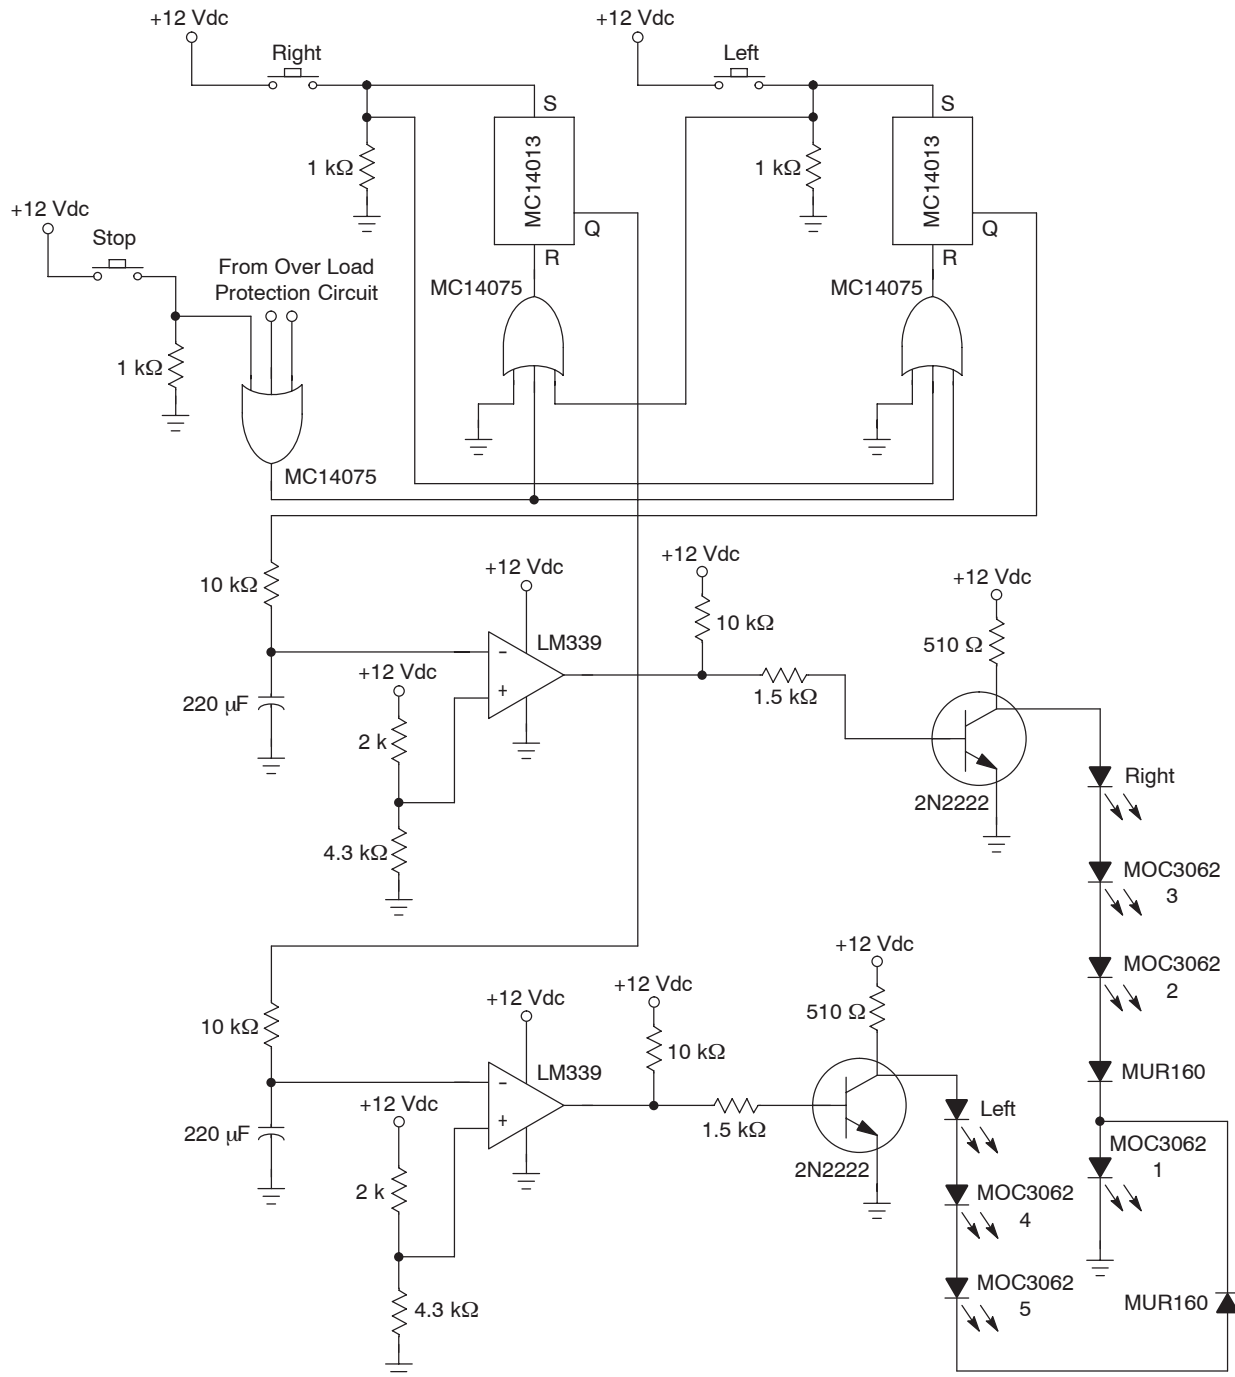 +12 Vdc
Right
+12 Vdc
Left
S
MC14013
Q
R
1 kΩ
S
MC14013
Q
R
1 kΩ
+12 Vdc
Stop
From Over Load
Protection Circuit
MC14075
MC14075
1 kΩ
MC14075
10 kΩ
220 μF
+12 Vdc
LM339
−
+
+12 Vdc
2 k
4.3 kΩ
+12 Vdc
10 kΩ
1.5 kΩ
+12 Vdc
510 Ω
2N2222
Right
MOC3062
3
MOC3062
2
MUR160
MOC3062
1
10 kΩ
220 μF
+12 Vdc
LM339
−
+
+12 Vdc
2 k
4.3 kΩ
+12 Vdc
10 kΩ
1.5 kΩ
+12 Vdc
510 Ω
2N2222
Left
MOC3062
4
MOC3062
5
MUR160